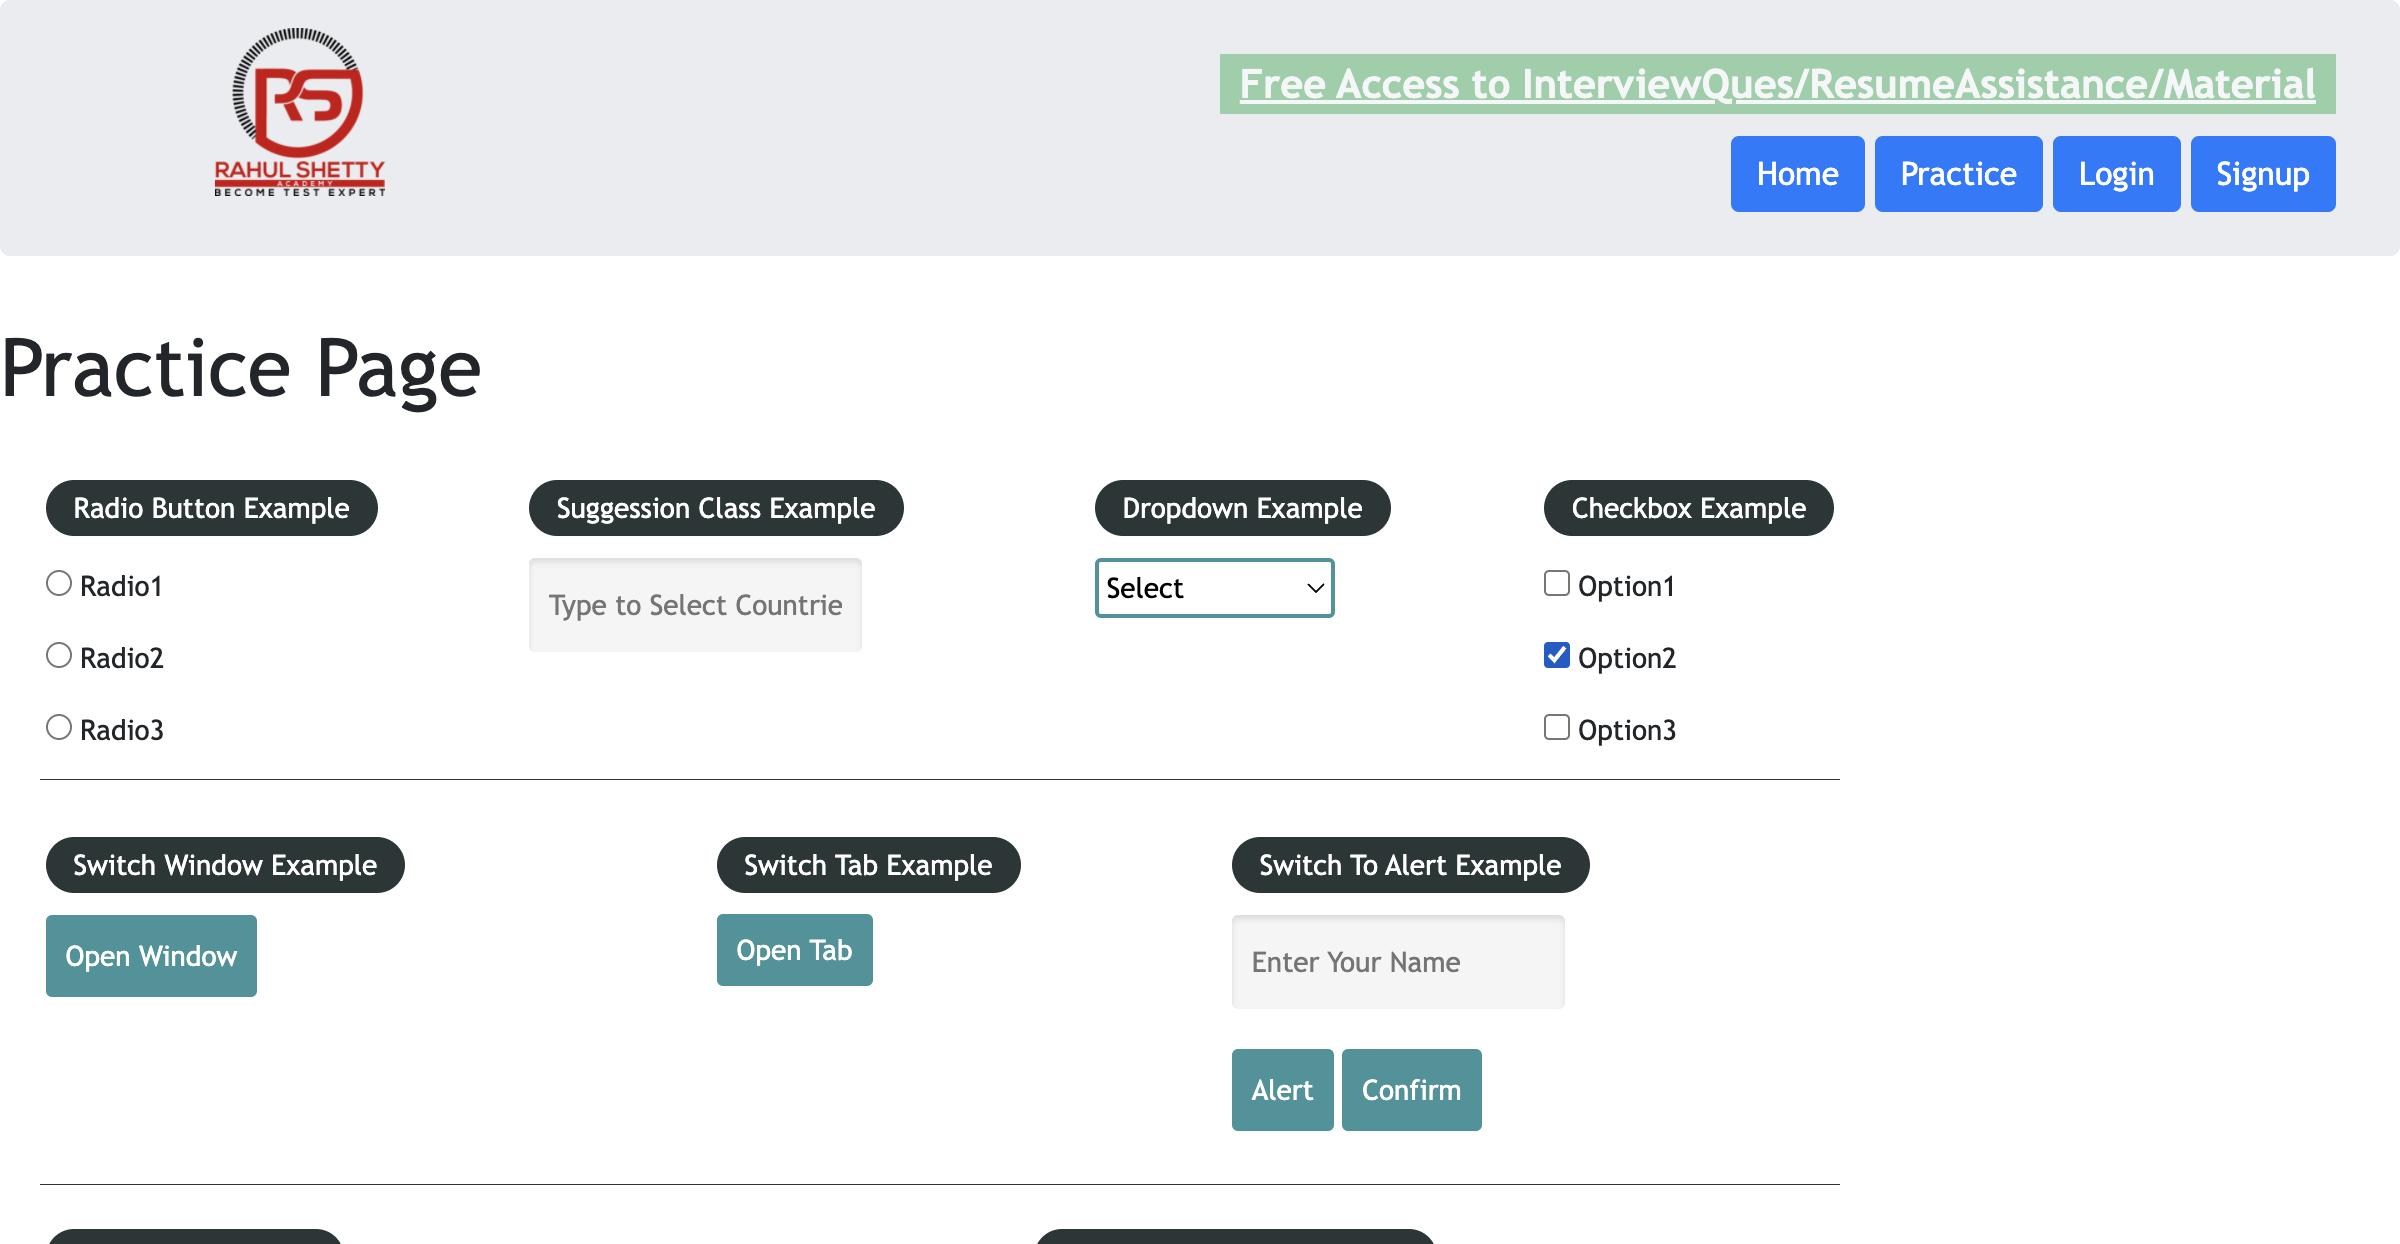 RAHUL SHETTY
ACADEMY
BECOME TEST EXPERT
Free Access to InterviewQues/ResumeAssistance/Material
Home Practice Login Signup
Practice Page
Radio Button Example
Radio1
Radio2
Radio3
Suggession Class Example
Type to Select Countrie
Dropdown Example
Select
Checkbox Example
Option1
Option2
Option3
Switch Window Example
Open Window
Switch Tab Example
Open Tab
Switch To Alert Example
Enter Your Name
Alert Confirm